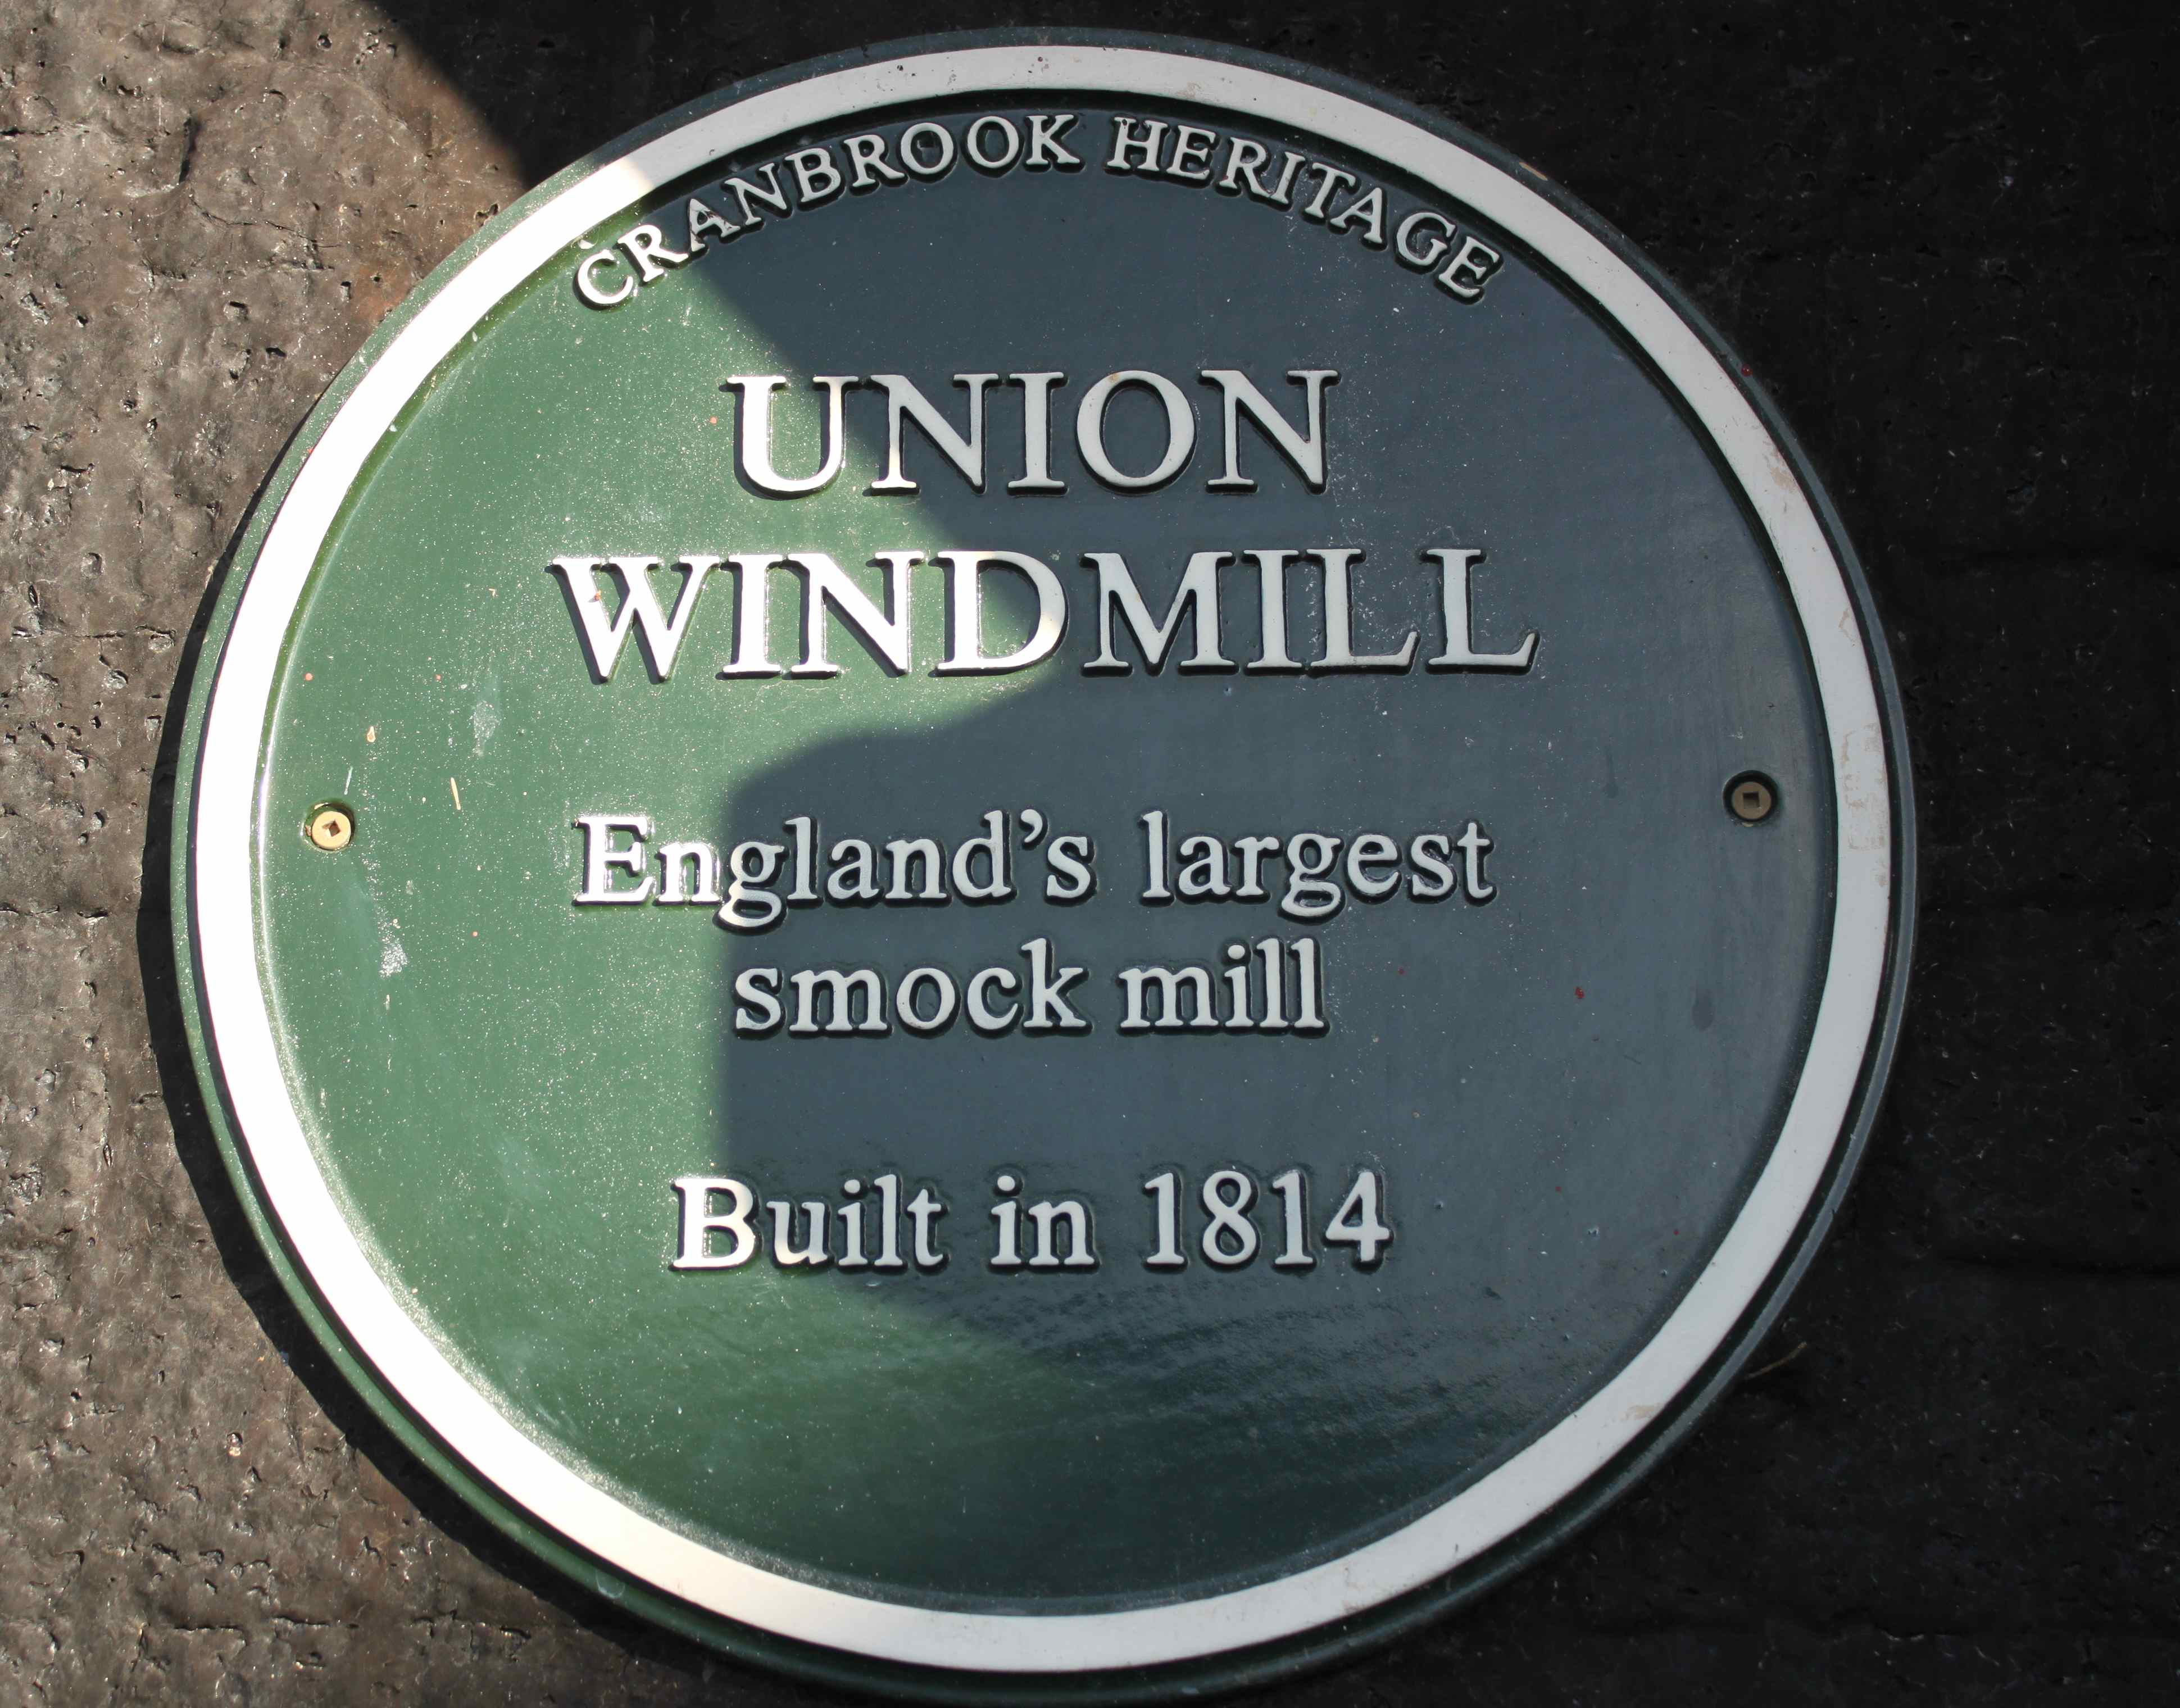 CRANBROOK HERITAGE
UNION
WINDMILL
England's largest
smock mill
Built in 1814